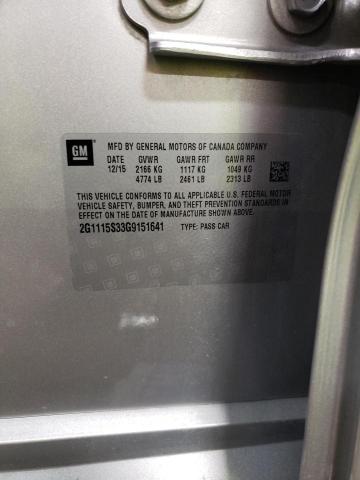 GM
MFD BY GENERAL MOTORS OF CANADA COMPANY
DATE GVWR GAWR FRT GAWR RR
12/15 2166 KG 1117 KG 1049 KG
4774 LB 2461 LB 2313 LB
THIS VEHICLE CONFORMS TO ALL APPLICABLE U.S. FEDERAL MOTOR
VEHICLE SAFETY, BUMPER, AND THEFT PREVENTION STANDARDS IN
EFFECT ON THE DATE OF MANUFACTURE SHOWN ABOVE.
2G1115S33G9151641 TYPE: PASS CAR